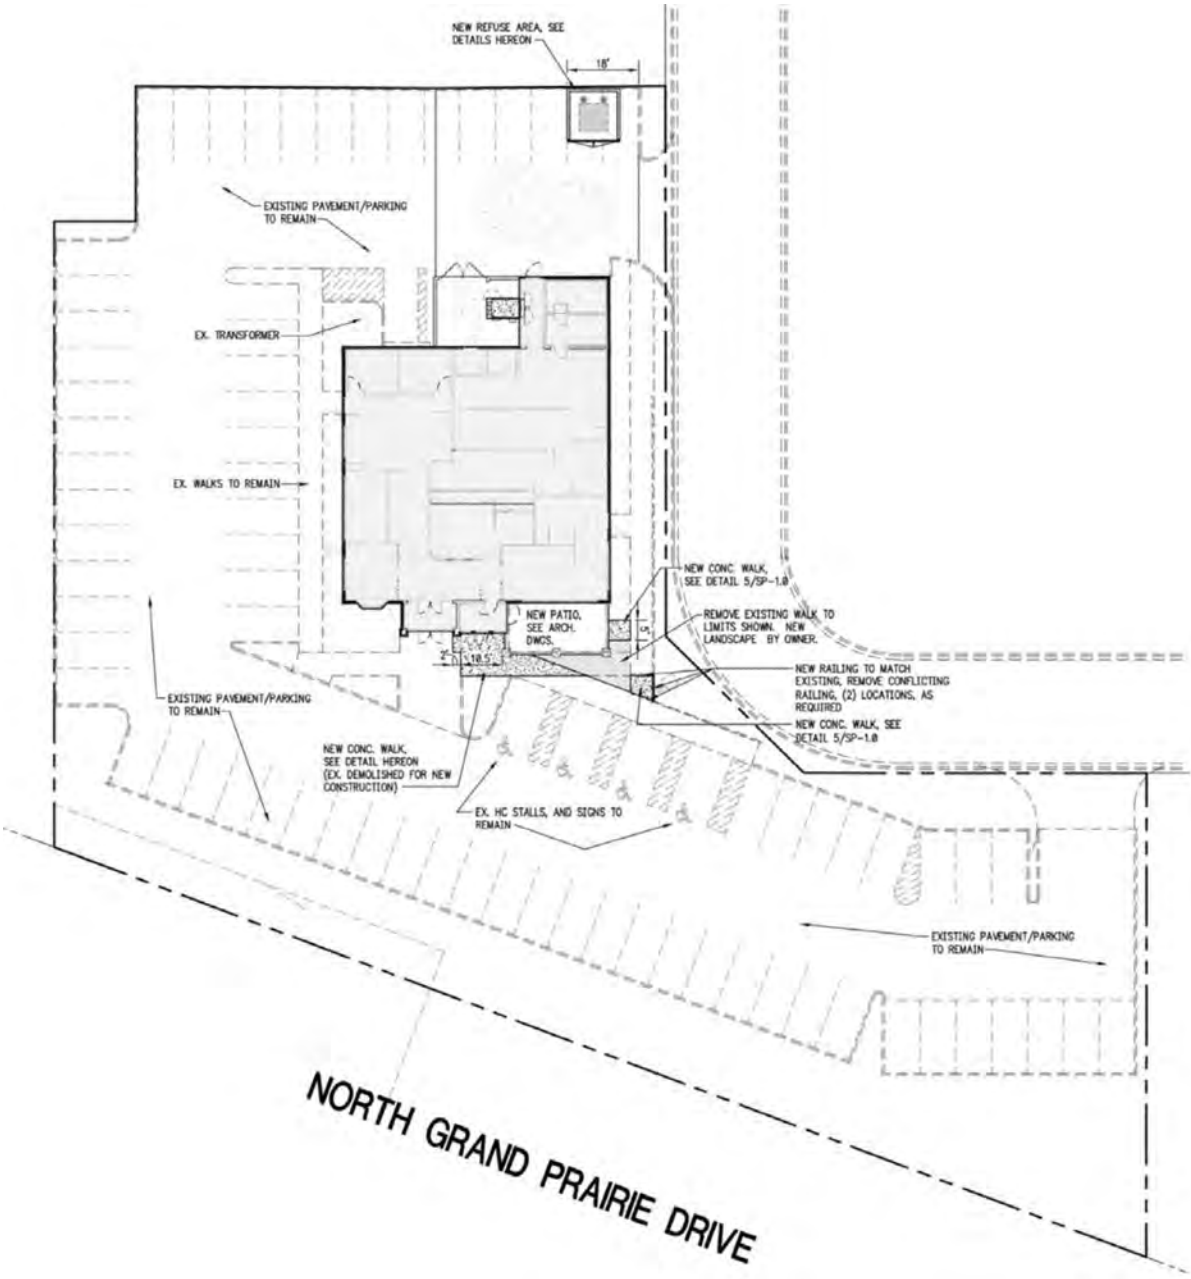 NEW REFUSE AREA, SEE
DETAILS HEREON
18'
EXISTING PAVEMENT/PARKING
TO REMAIN
EX. TRANSFORMER
EX. WALKS TO REMAIN
NEW CONC. WALK,
SEE DETAIL 5/SP-1.0
NEW PATIO,
SEE ARCH.
DWGS.
5'
REMOVE EXISTING WALK TO
LIMITS SHOWN. NEW
LANDSCAPE BY OWNER.
2'
10.5'
NEW RAILING TO MATCH
EXISTING, REMOVE CONFLICTING
RAILING, (2) LOCATIONS, AS
REQUIRED
EXISTING PAVEMENT/PARKING
TO REMAIN
NEW CONC. WALK, SEE
DETAIL 5/SP-1.0
NEW CONC. WALK,
SEE DETAIL HEREON
(EX. DEMOLISHED FOR NEW
CONSTRUCTION)
EX. HC STALLS, AND SIGNS TO
REMAIN
EXISTING PAVEMENT/PARKING
TO REMAIN
NORTH GRAND PRAIRIE DRIVE